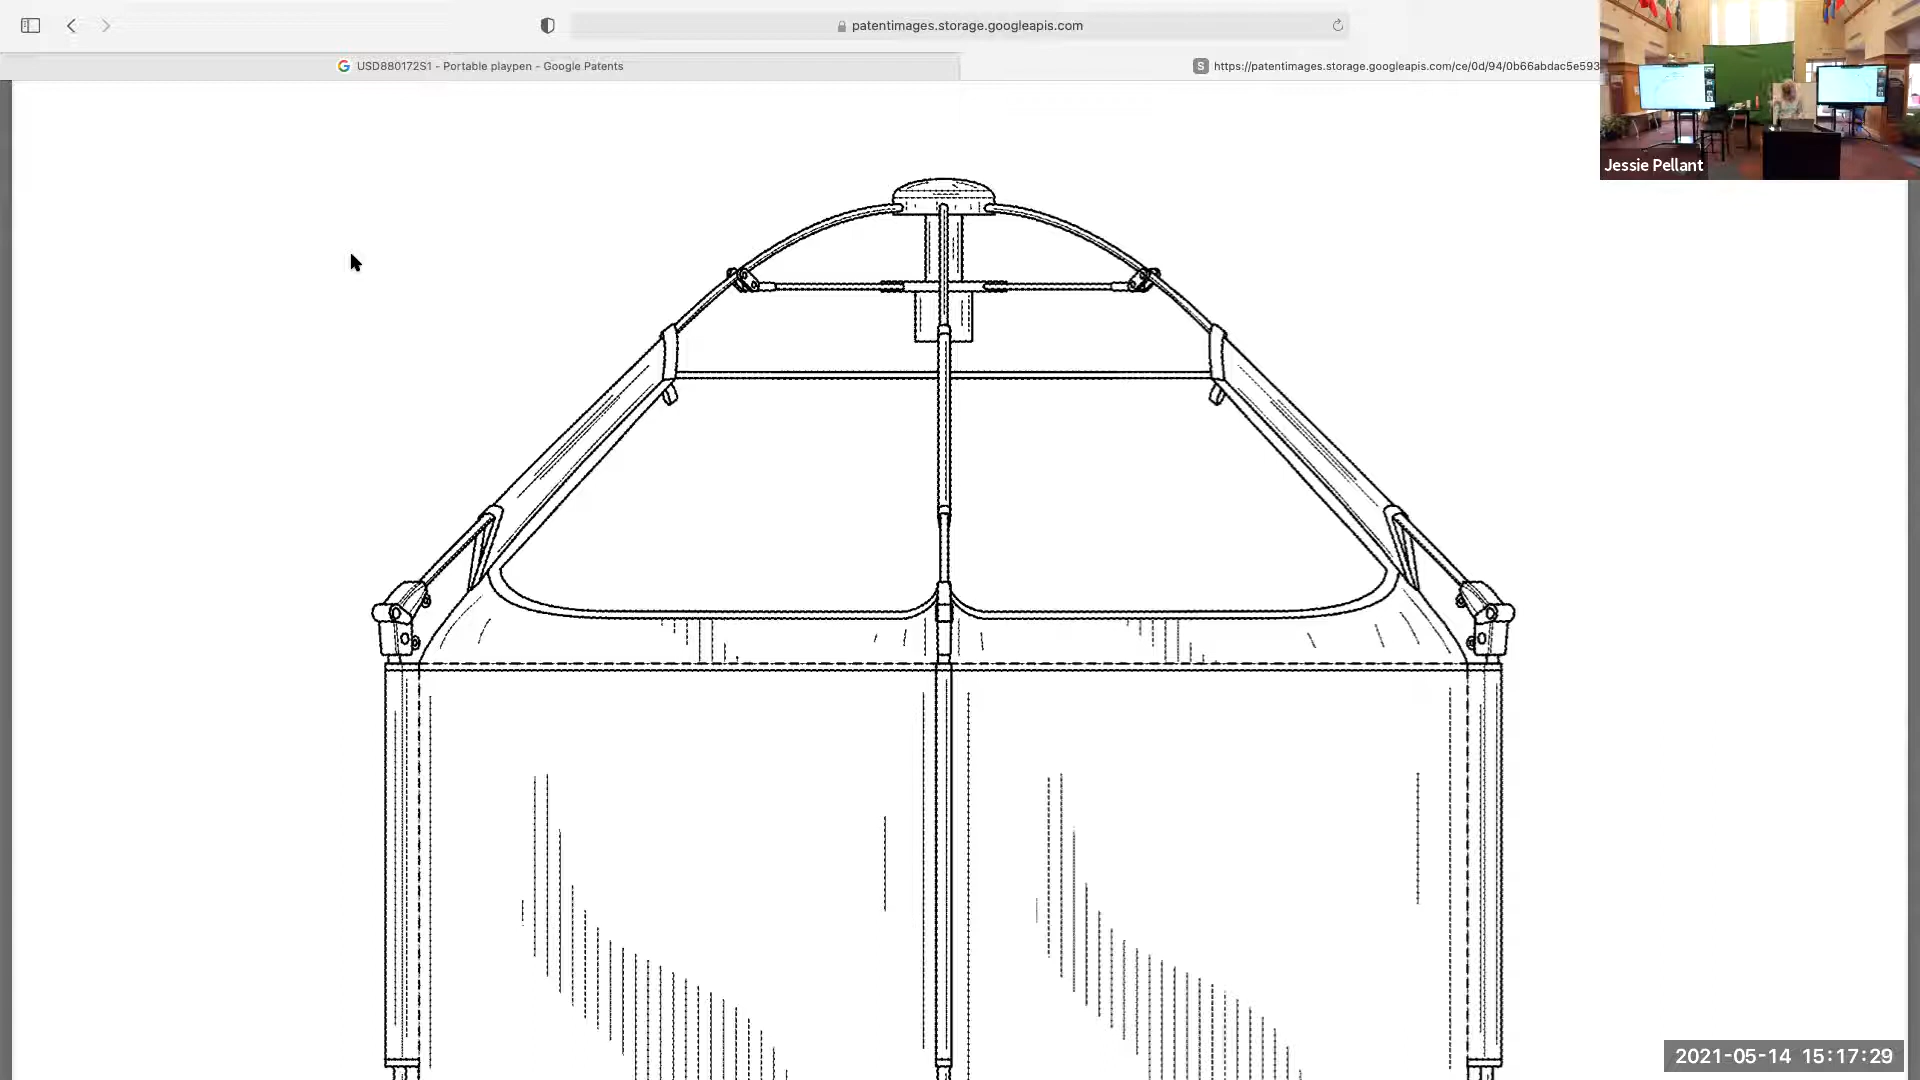 patentimages.storage.googleapis.com
USD880172S1 - Portable playpen - Google Patents
S https://patentimages.storage.googleapis.com/ce/0d/94/0b66abdac5e593
Jessie Pellant
2021-05-14 15:17:29